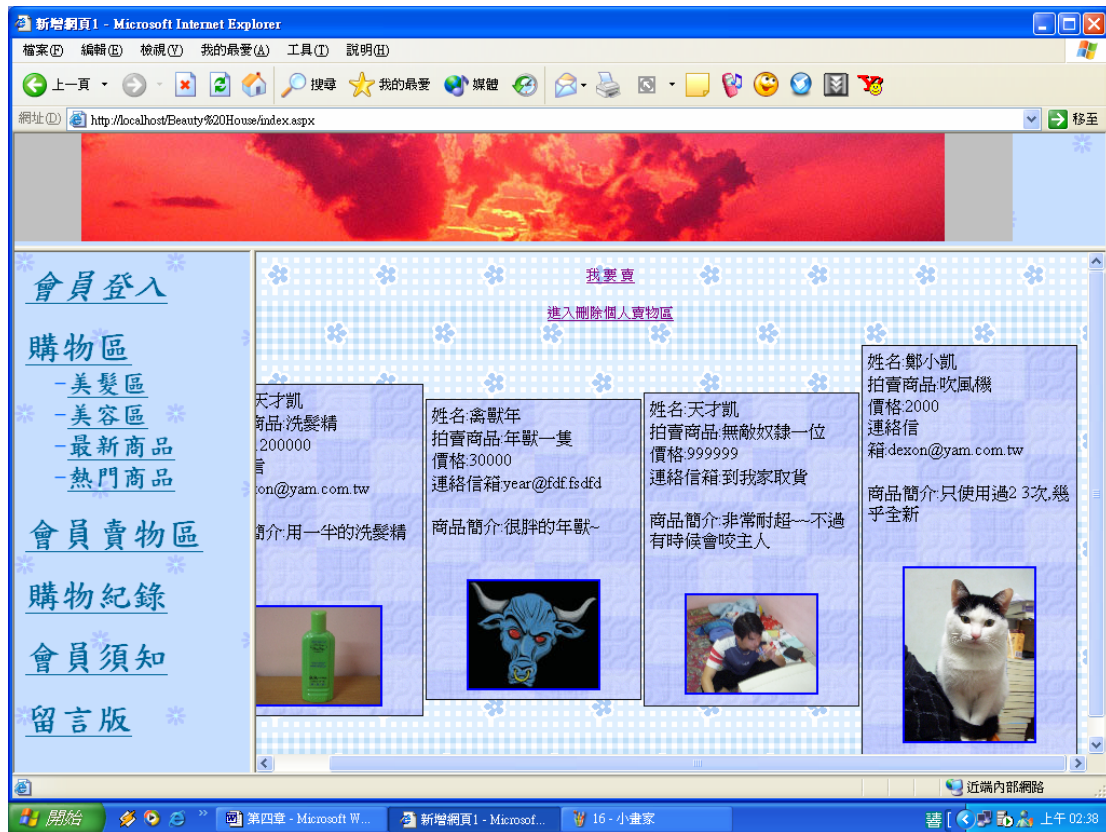 新增網頁1 - Microsoft Internet Explorer
檔案(F) 編輯(E) 檢視(V) 我的最愛(A) 工具(T) 說明(H)
上一頁 搜尋 我的最愛 媒體
網址(D) http://localhost/Beauty%20House/index.aspx 移至
會員登入
購物區
-美髮區
-美容區
-最新商品
-熱門商品
會員賣物區
購物紀錄
會員須知
留言版
我要賣
進入刪除個人賣物區
天才凱
商品:洗髮精
200000
信
xon@yam.com.tw
簡介:用一半的洗髮精
姓名:禽獸年
拍賣商品:年獸一隻
價格:30000
連絡信箱:year@fdf.fsdfd
商品簡介:很胖的年獸~
姓名:天才凱
拍賣商品:無敵奴隸一位
價格:999999
連絡信箱:到我家取貨
商品簡介:非常耐超~~不過
有時候會咬主人
姓名:鄭小凱
拍賣商品:吹風機
價格:2000
連絡信
箱:dexon@yam.com.tw
商品簡介:只使用過2 3次,幾
乎全新
近端內部網路
開始 第四章 - Microsoft W... 新增網頁1 - Microsof... 16 - 小畫家 上午 02:38